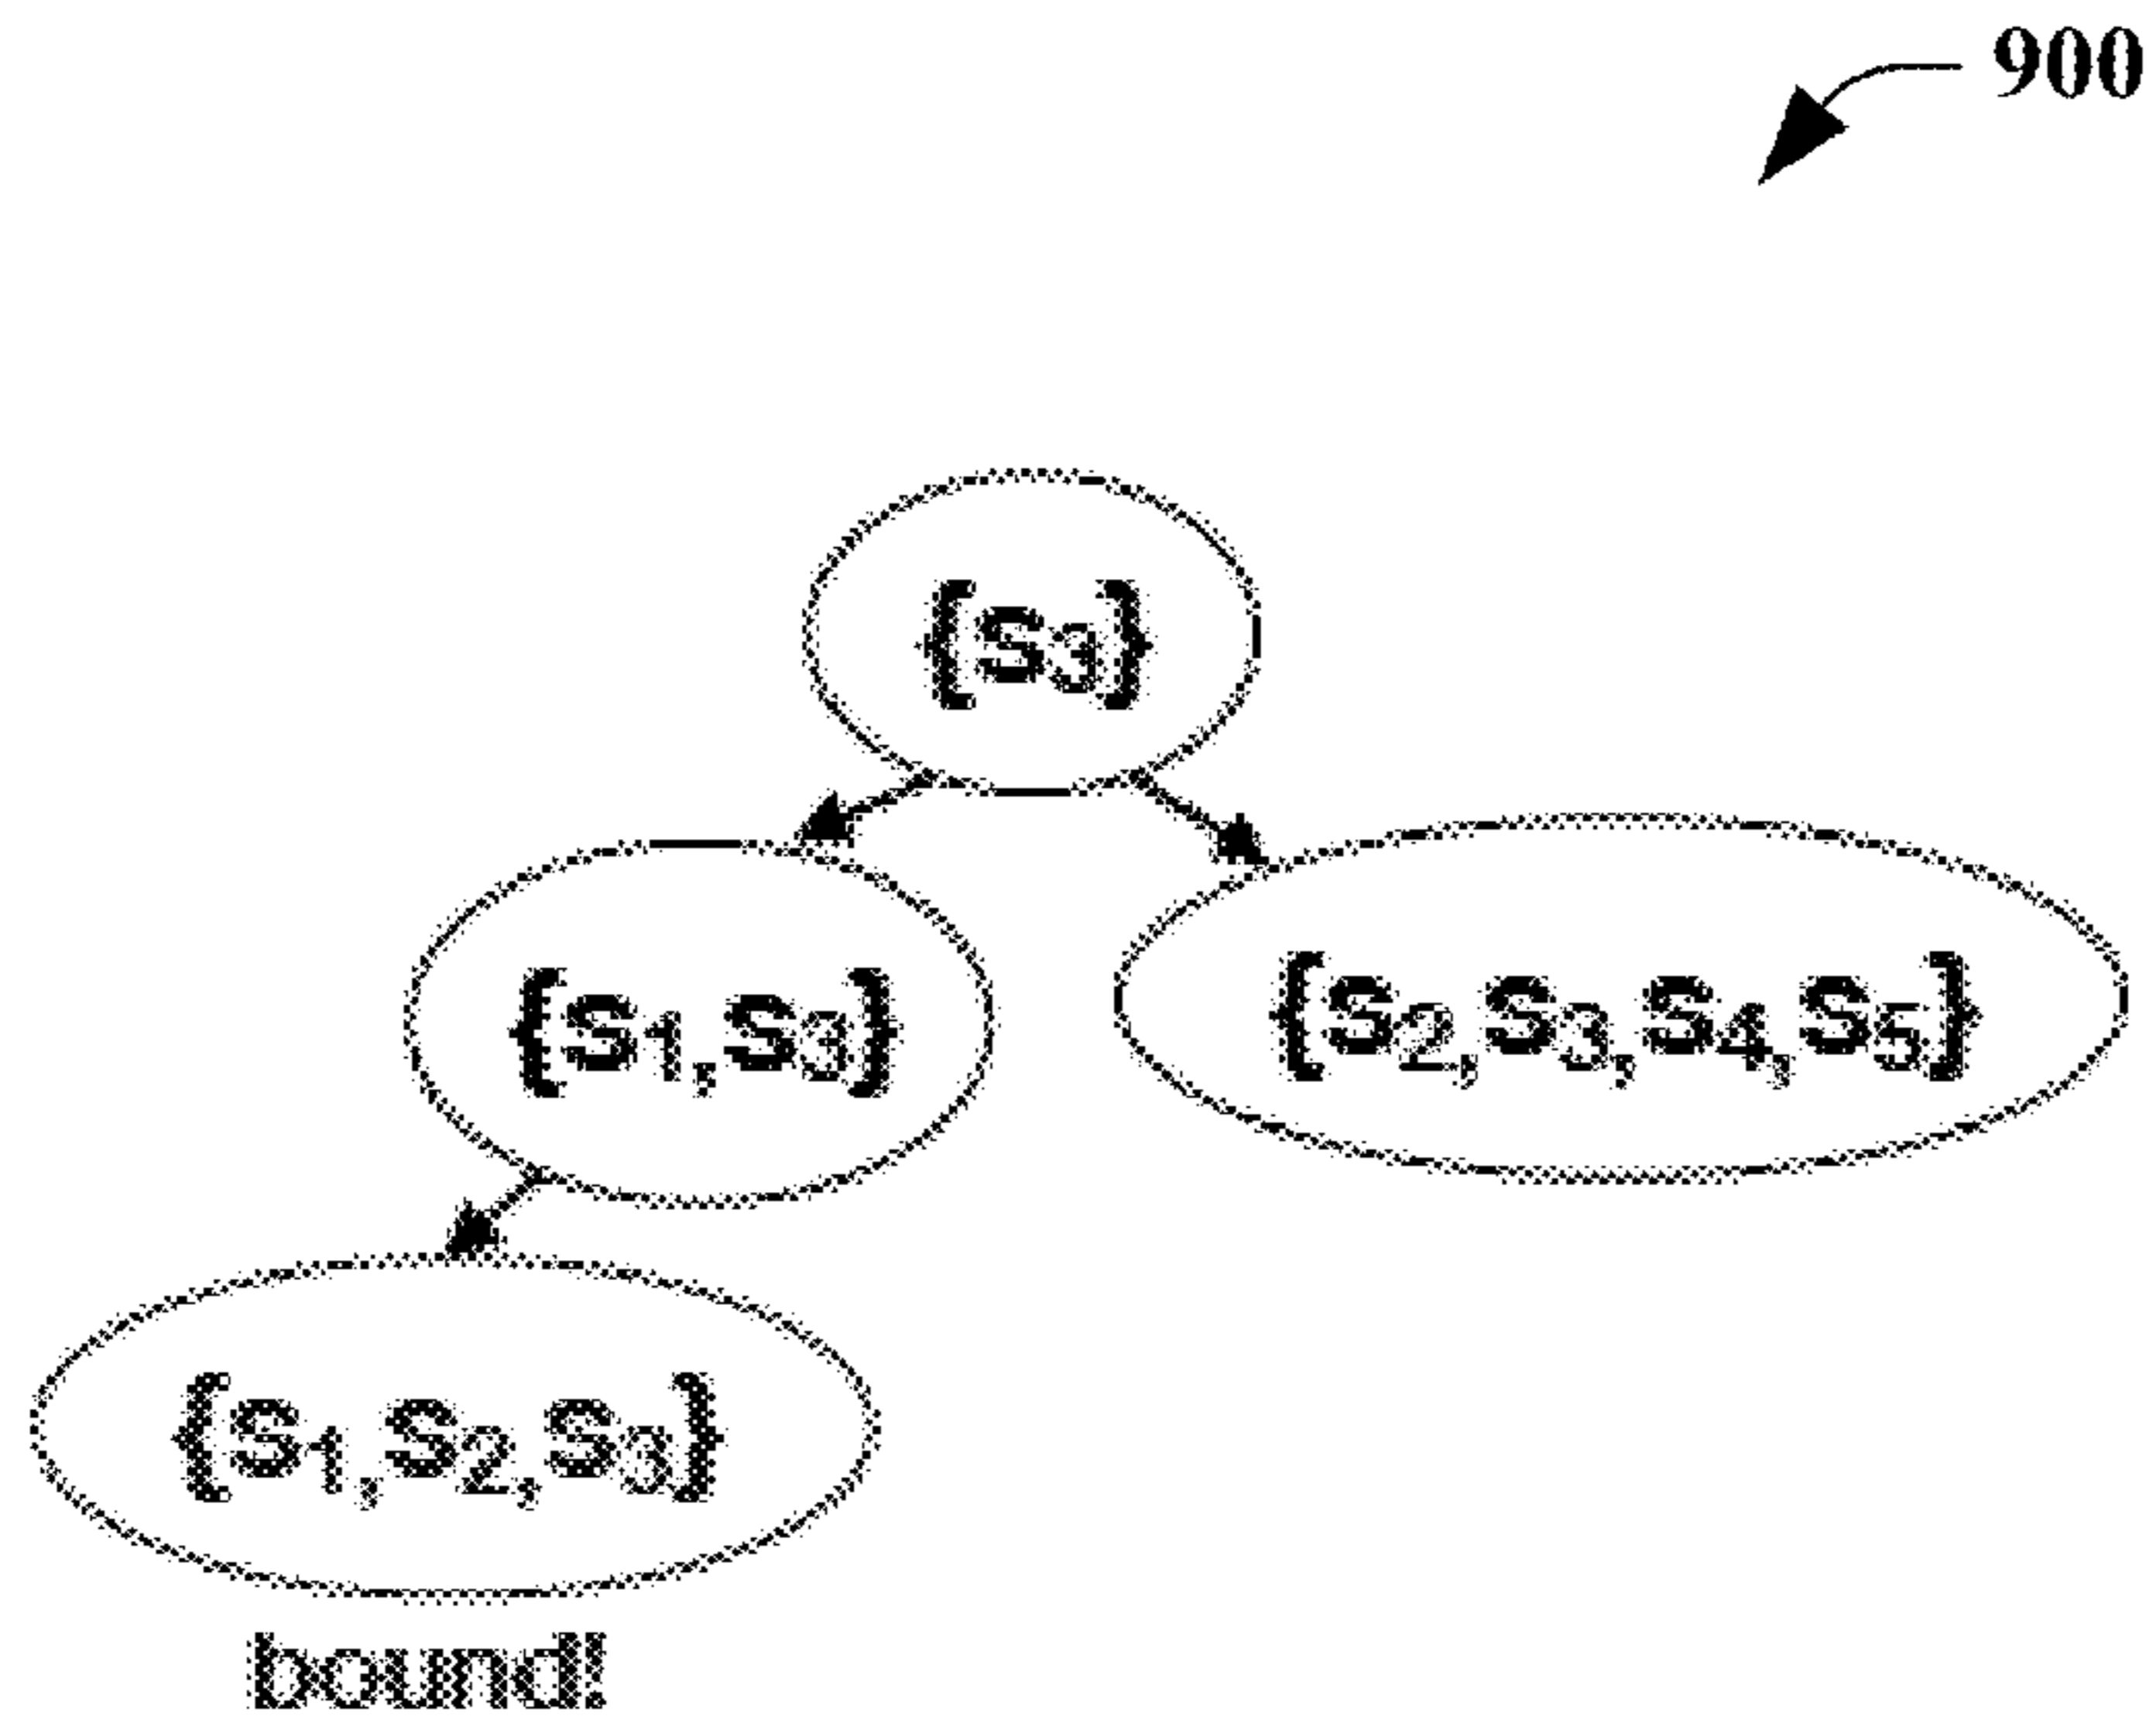 900
{s₃}
{s₁,s₃}
{s₂,s₃,s₄,s₅}
{s₁,s₂,s₃}
bound!